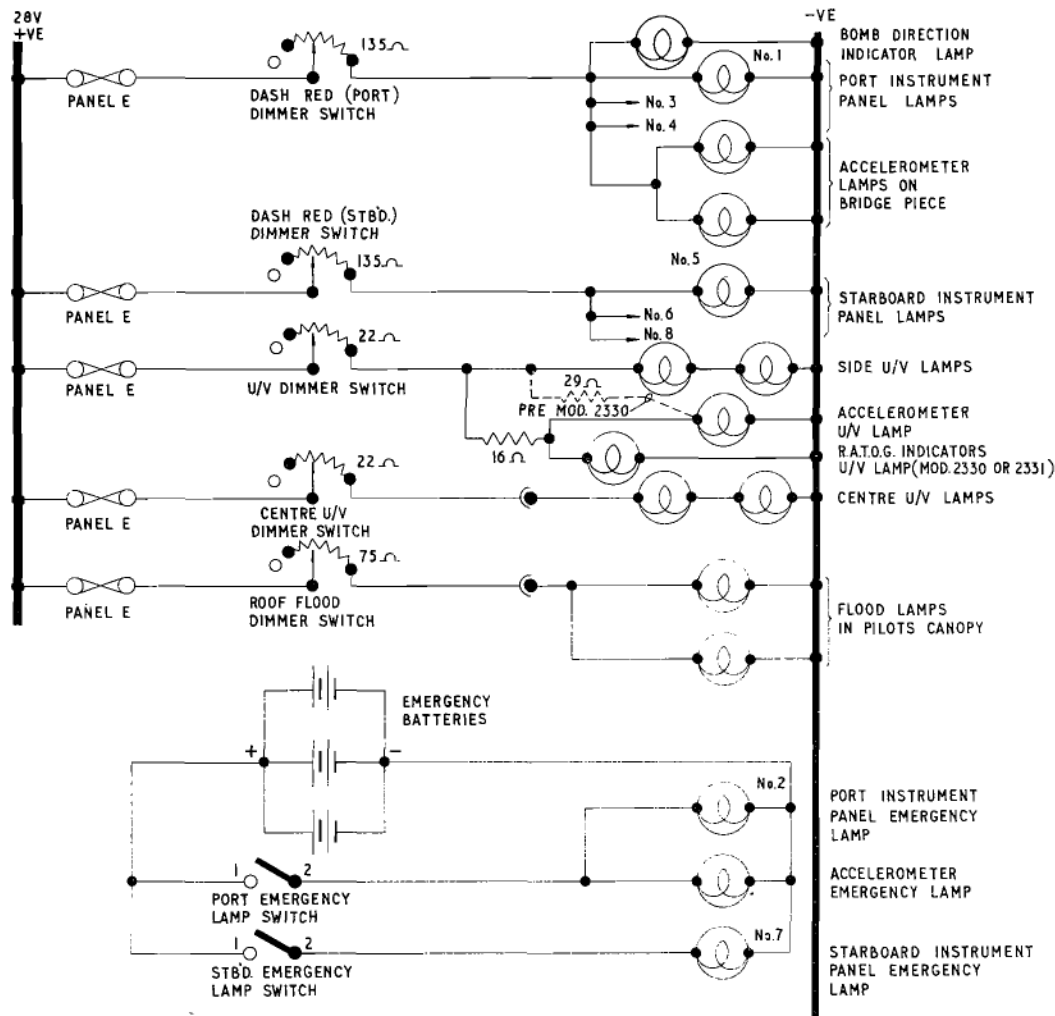 28V
+VE
-VE
135Ω
PANEL E
DASH RED (PORT)
DIMMER SWITCH
BOMB DIRECTION
INDICATOR LAMP
No.1
PORT INSTRUMENT
PANEL LAMPS
No.3
No.4
ACCELEROMETER
LAMPS ON
BRIDGE PIECE
DASH RED (STB'D.)
DIMMER SWITCH
135Ω
PANEL E
No.5
STARBOARD INSTRUMENT
PANEL LAMPS
No.6
No.8
22Ω
PANEL E
U/V DIMMER SWITCH
SIDE U/V LAMPS
29Ω
PRE MOD. 2330
ACCELEROMETER
U/V LAMP
16Ω
R.A.T.O.G. INDICATORS
U/V LAMP(MOD.2330 OR 2331)
22Ω
PANEL E
CENTRE U/V
DIMMER SWITCH
CENTRE U/V LAMPS
75Ω
PANEL E
ROOF FLOOD
DIMMER SWITCH
FLOOD LAMPS
IN PILOTS CANOPY
EMERGENCY
BATTERIES
+
-
No.2
PORT INSTRUMENT
PANEL EMERGENCY
LAMP
1
2
PORT EMERGENCY
LAMP SWITCH
ACCELEROMETER
EMERGENCY LAMP
1
2
STB'D. EMERGENCY
LAMP SWITCH
No.7
STARBOARD INSTRUMENT
PANEL EMERGENCY
LAMP